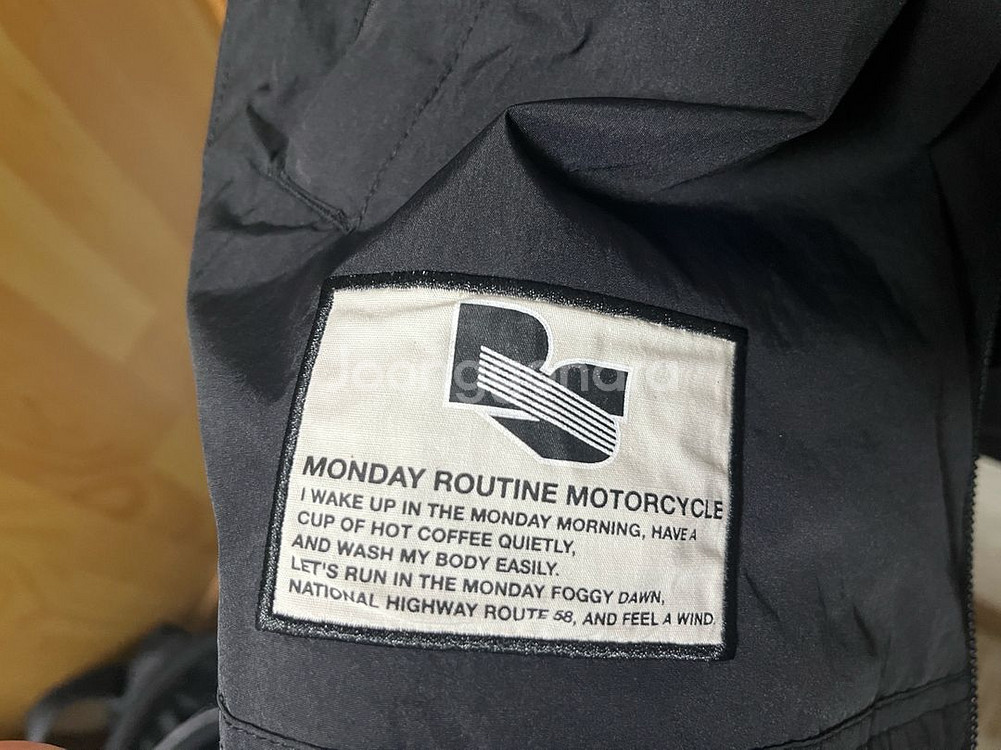 Joonggonara
MONDAY ROUTINE MOTORCYCLE
I WAKE UP IN THE MONDAY MORNING, HAVE A
CUP OF HOT COFFEE QUIETLY,
AND WASH MY BODY EASILY.
LET'S RUN IN THE MONDAY FOGGY DAWN,
NATIONAL HIGHWAY ROUTE 58, AND FEEL A WIND.